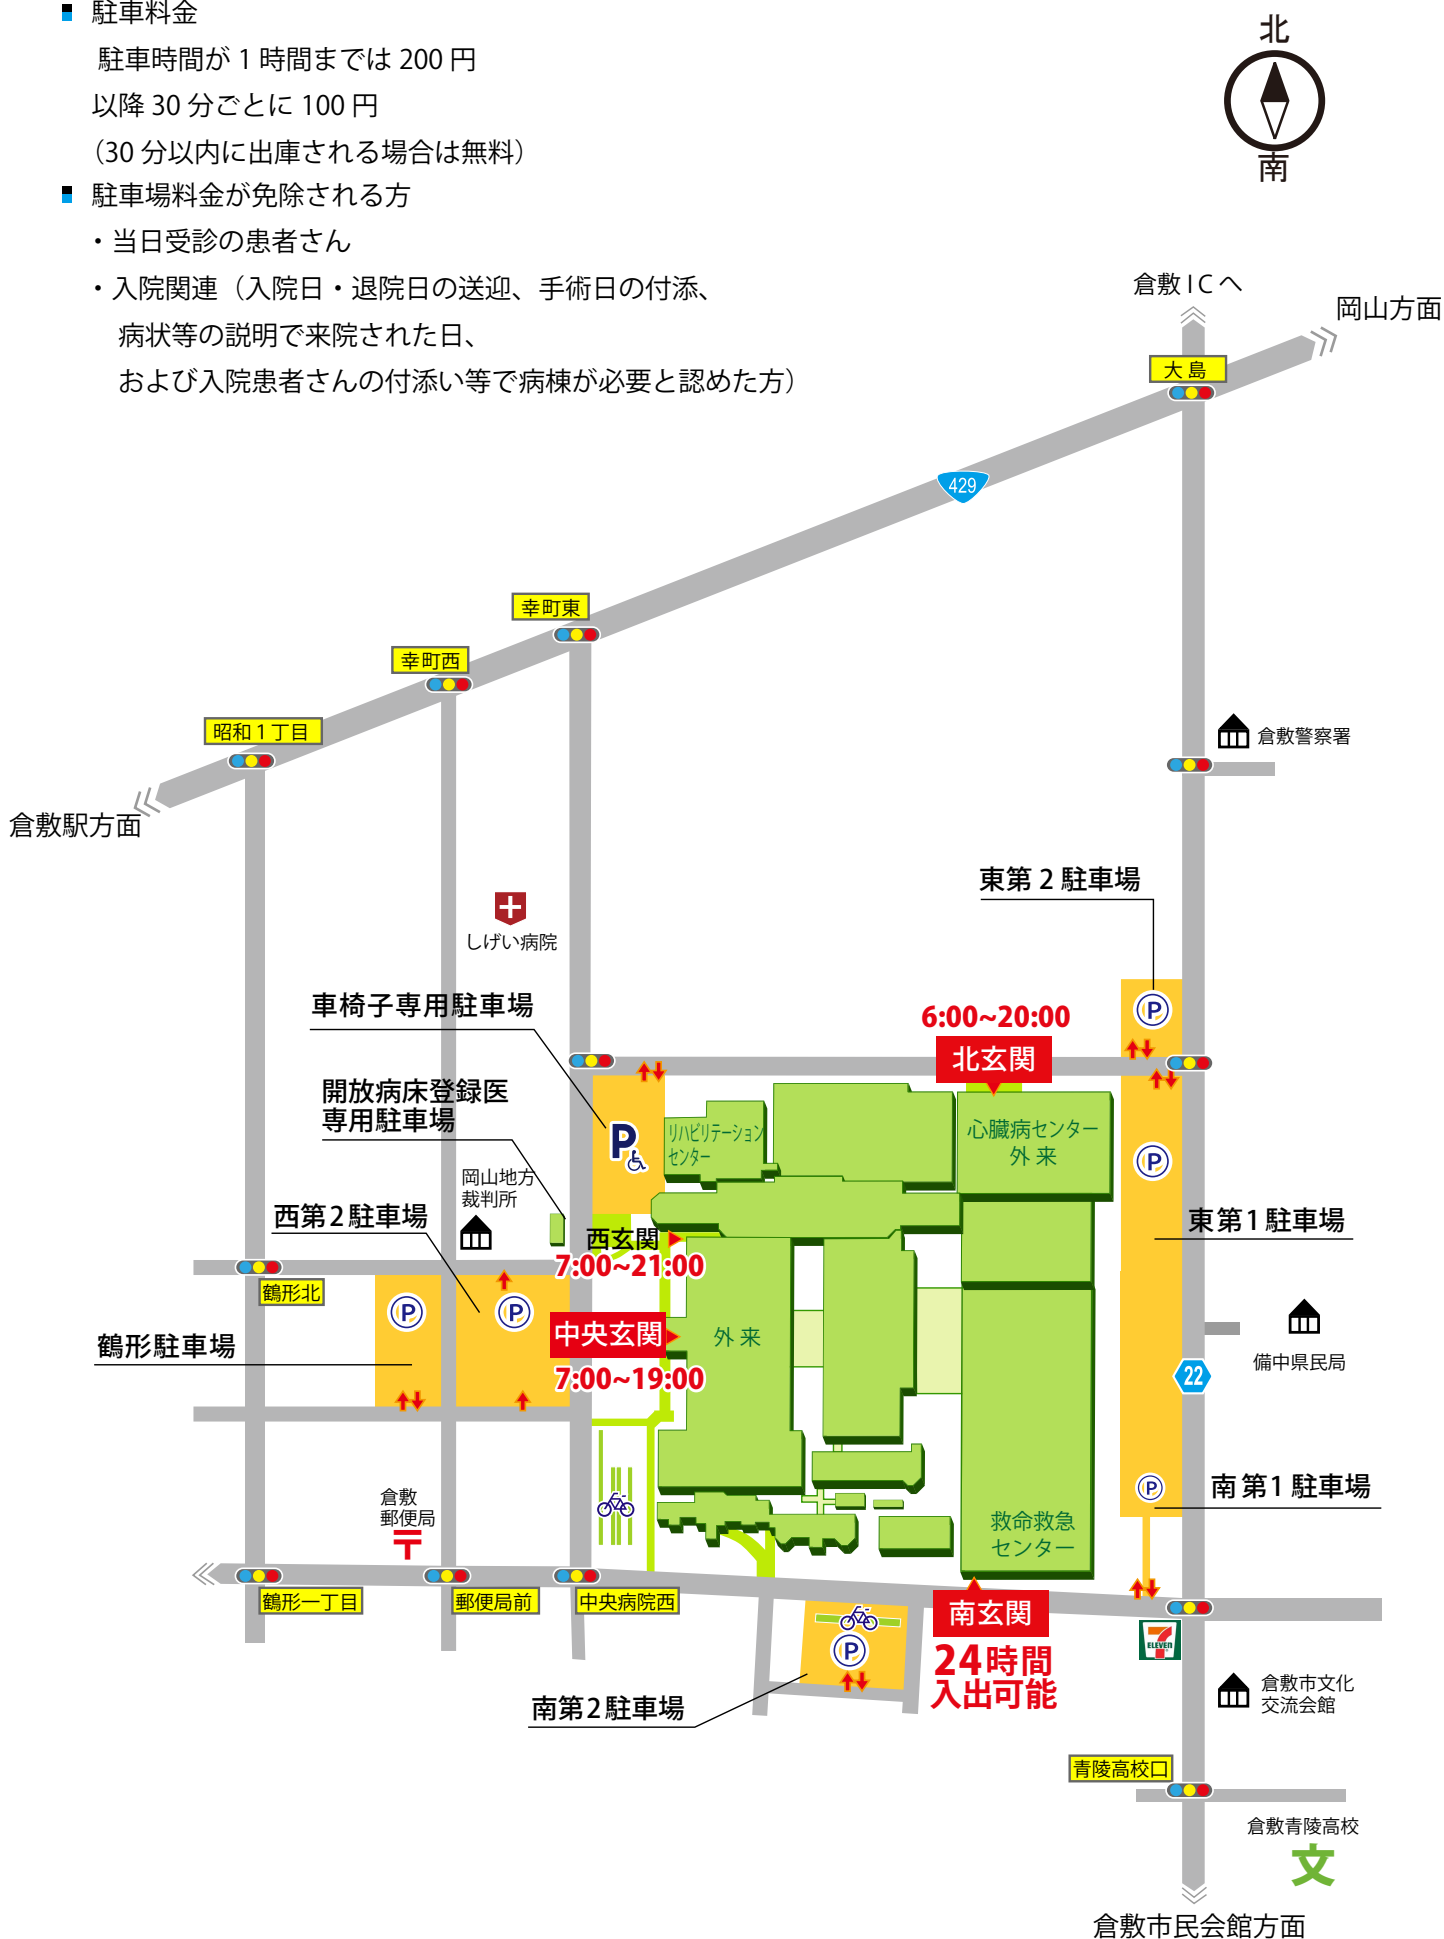 駐車料金
駐車時間が 1 時間までは 200 円
以降 30 分ごとに 100 円
（30 分以内に出庫される場合は無料）
駐車場料金が免除される方
・当日受診の患者さん
・入院関連（入院日・退院日の送迎、手術日の付添、
病状等の説明で来院された日、
および入院患者さんの付添い等で病棟が必要と認めた方）
北
南
倉敷 I C へ
岡山方面
大島
429
幸町東
幸町西
昭和１丁目
倉敷駅方面
倉敷警察署
東第 2 駐車場
P
しげい病院
車椅子専用駐車場
6:00~20:00
北玄関
開放病床登録医
専用駐車場
P
リハビリテーション
センター
心臓病センター
外 来
P
岡山地方
裁判所
西第2駐車場
西玄関
7:00~21:00
東第1駐車場
鶴形北
P
P
中央玄関
外 来
鶴形駐車場
7:00~19:00
備中県民局
22
南第1駐車場
P
倉敷
郵便局
救命救急
センター
鶴形一丁目
郵便局前
中央病院西
南玄関
24時間
入出可能
P
7
ELEVEN
南第2駐車場
倉敷市文化
交流会館
青陵高校口
倉敷青陵高校
文
倉敷市民会館方面